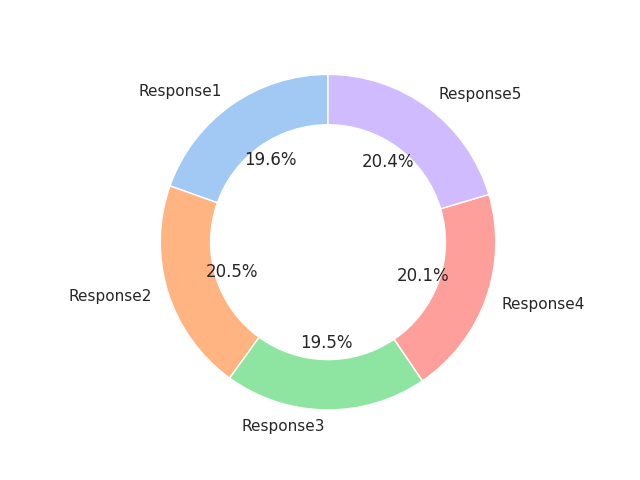 Response1
Response5
19.6%
20.4%
20.5%
20.1%
Response2
Response4
19.5%
Response3